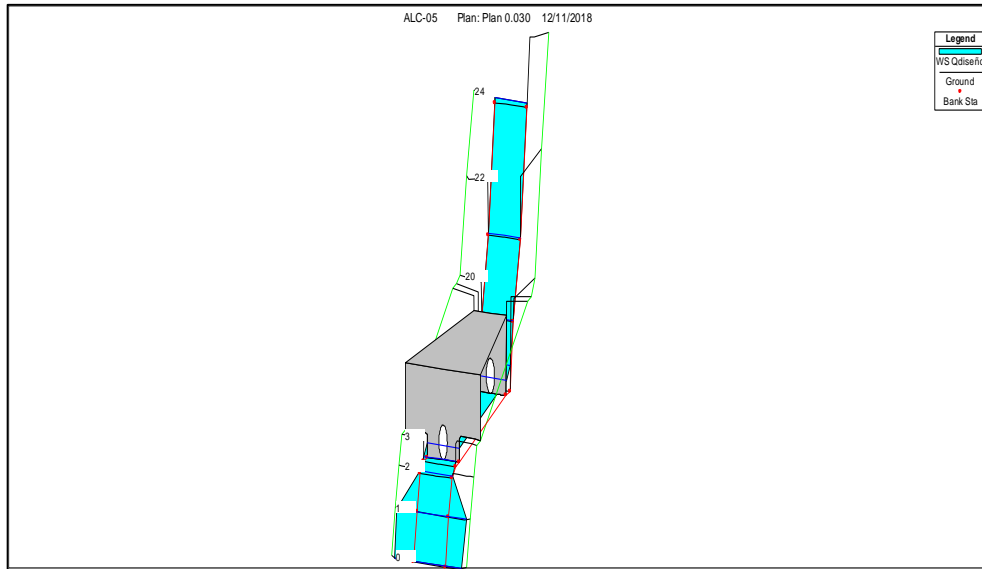 ALC-05 Plan: Plan 0.030 12/11/2018
Legend
WS Qdiseño
Ground
Bank Sta
24
22
20
3
2
1
0